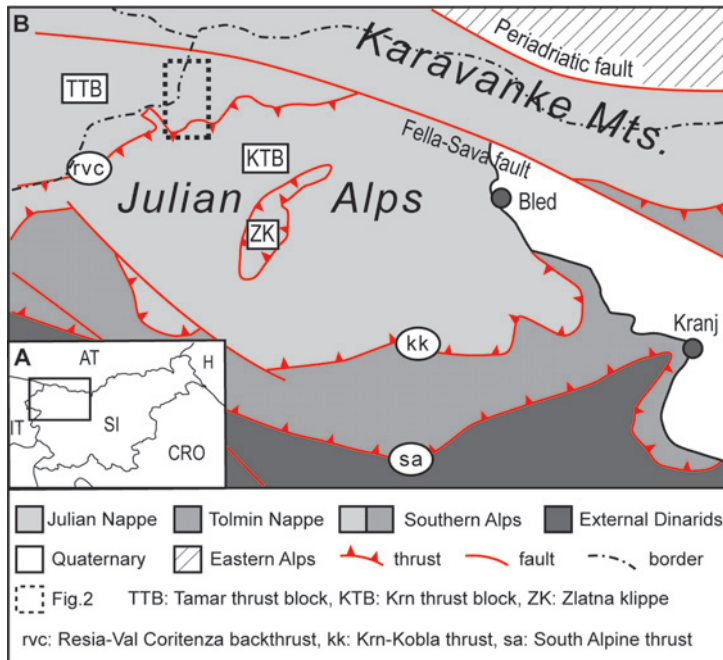 B
Karavanke Mts.
Periadriatic fault
TTB
KTB
Fella-Sava fault
rvc
Bled
Julian Alps
ZK
Kranj
kk
A
AT
H
IT
SI
CRO
sa
Julian Nappe Tolmin Nappe Southern Alps External Dinarids
Quaternary Eastern Alps thrust fault border
Fig.2 TTB: Tamar thrust block, KTB: Krn thrust block, ZK: Zlatna klippe
rvc: Resia-Val Coritenza backthrust, kk: Krn-Kobla thrust, sa: South Alpine thrust